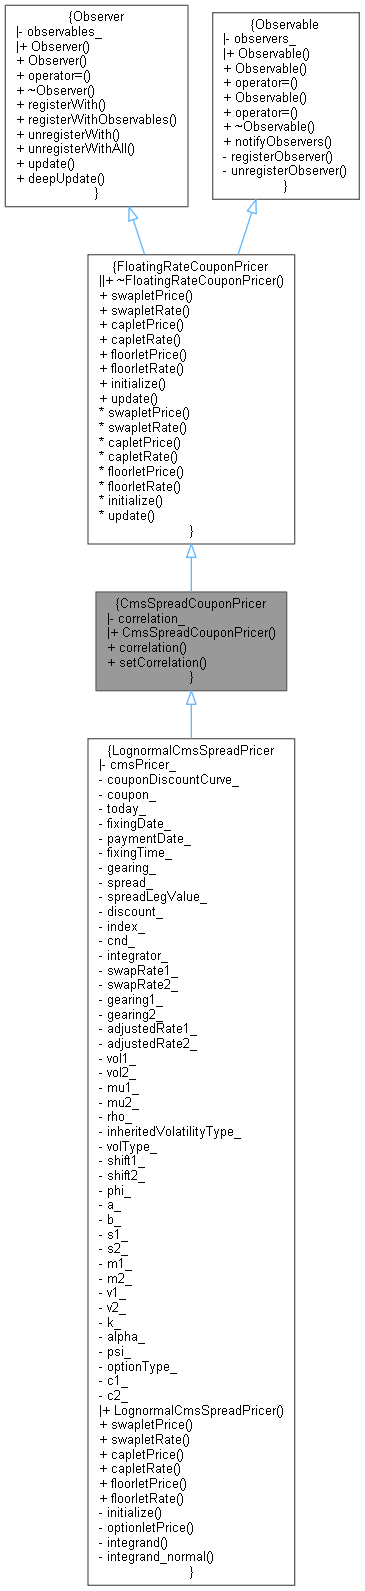 {Observer
|- observables_
|+ Observer()
+ Observer()
+ operator=()
+ ~Observer()
+ registerWith()
+ registerWithObservables()
+ unregisterWith()
+ unregisterWithAll()
+ update()
+ deepUpdate()
}
{Observable
|- observers_
|+ Observable()
+ Observable()
+ operator=()
+ Observable()
+ operator=()
+ ~Observable()
+ notifyObservers()
- registerObserver()
- unregisterObserver()
}
{FloatingRateCouponPricer
||+ ~FloatingRateCouponPricer()
+ swapletPrice()
+ swapletRate()
+ capletPrice()
+ capletRate()
+ floorletPrice()
+ floorletRate()
+ initialize()
+ update()
* swapletPrice()
* swapletRate()
* capletPrice()
* capletRate()
* floorletPrice()
* floorletRate()
* initialize()
* update()
}
{CmsSpreadCouponPricer
|- correlation_
|+ CmsSpreadCouponPricer()
+ correlation()
+ setCorrelation()
}
{LognormalCmsSpreadPricer
|- cmsPricer_
- couponDiscountCurve_
- coupon_
- today_
- fixingDate_
- paymentDate_
- fixingTime_
- gearing_
- spread_
- spreadLegValue_
- discount_
- index_
- cnd_
- integrator_
- swapRate1_
- swapRate2_
- gearing1_
- gearing2_
- adjustedRate1_
- adjustedRate2_
- vol1_
- vol2_
- mu1_
- mu2_
- rho_
- inheritedVolatilityType_
- volType_
- shift1_
- shift2_
- phi_
- a_
- b_
- s1_
- s2_
- m1_
- m2_
- v1_
- v2_
- k_
- alpha_
- psi_
- optionType_
- c1_
- c2_
|+ LognormalCmsSpreadPricer()
+ swapletPrice()
+ swapletRate()
+ capletPrice()
+ capletRate()
+ floorletPrice()
+ floorletRate()
- initialize()
- optionletPrice()
- integrand()
- integrand_normal()
}